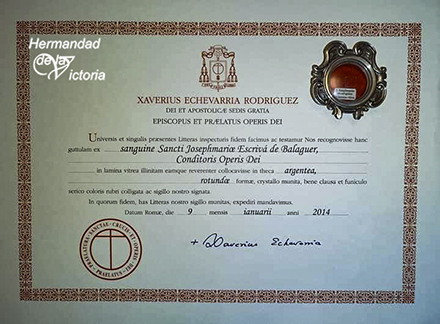 Hermandad
de la
Victoria
XAVERIUS ECHEVARRIA RODRIGUEZ
DEI ET APOSTOLICÆ SEDIS GRATIA
EPISCOPUS ET PRÆLATUS OPERIS DEI
Universis et singulis præsentes Litteras inspecturis fidem facimus ac testamur Nos recognovisse hanc
guttulam ex sanguine Sancti Josephmariæ Escrivá de Balaguer,
Conditoris Operis Dei
in lamina vitrea illinitam eamque reverenter collocavisse in theca argentea,
rotundæ formæ, crystallo munita, bene clausa et funiculo
serico coloris rubri colligata ac sigillo nostro signata.
In quorum fidem, has Litteras nostro sigillo munitas, expediri mandavimus.
Datum Romæ, die 9 mensis ianuarii anni 2014
+ Xaverius Echevarria